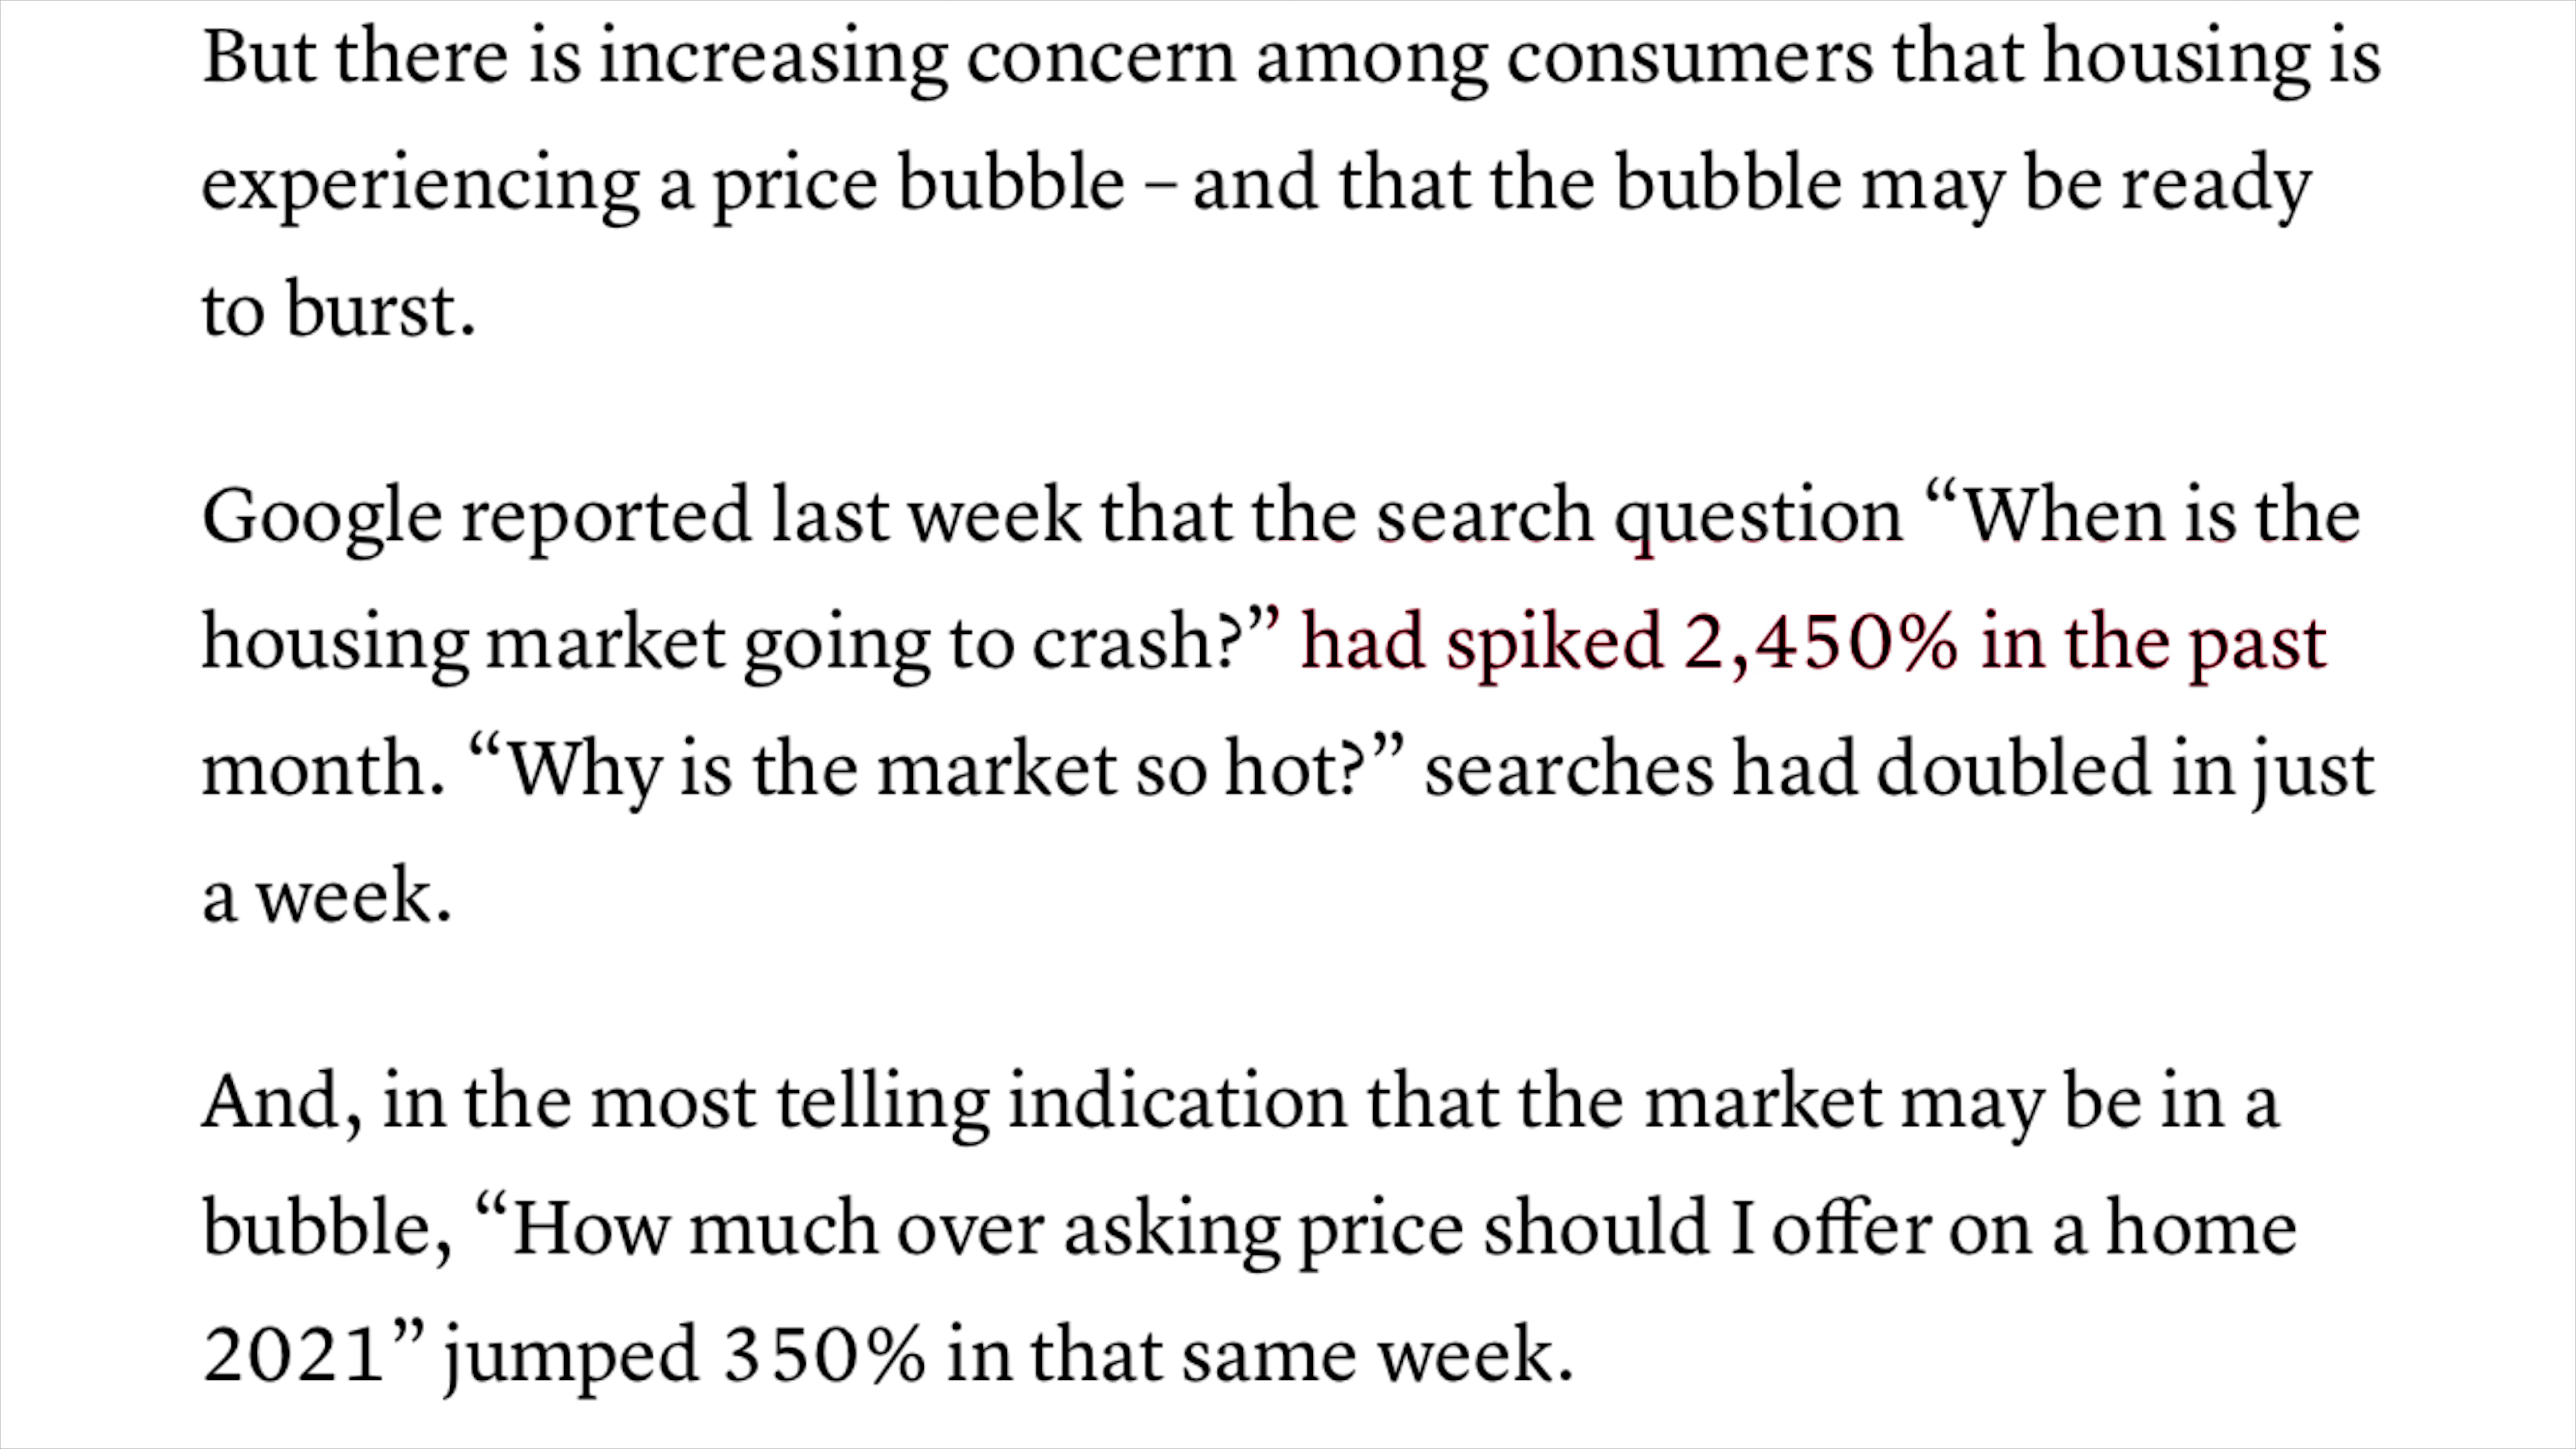 But there is increasing concern among consumers that housing is
experiencing a price bubble – and that the bubble may be ready
to burst.
Google reported last week that the search question “When is the
housing market going to crash?” had spiked 2,450% in the past
month. “Why is the market so hot?” searches had doubled in just
a week.
And, in the most telling indication that the market may be in a
bubble, “How much over asking price should I offer on a home
2021” jumped 350% in that same week.